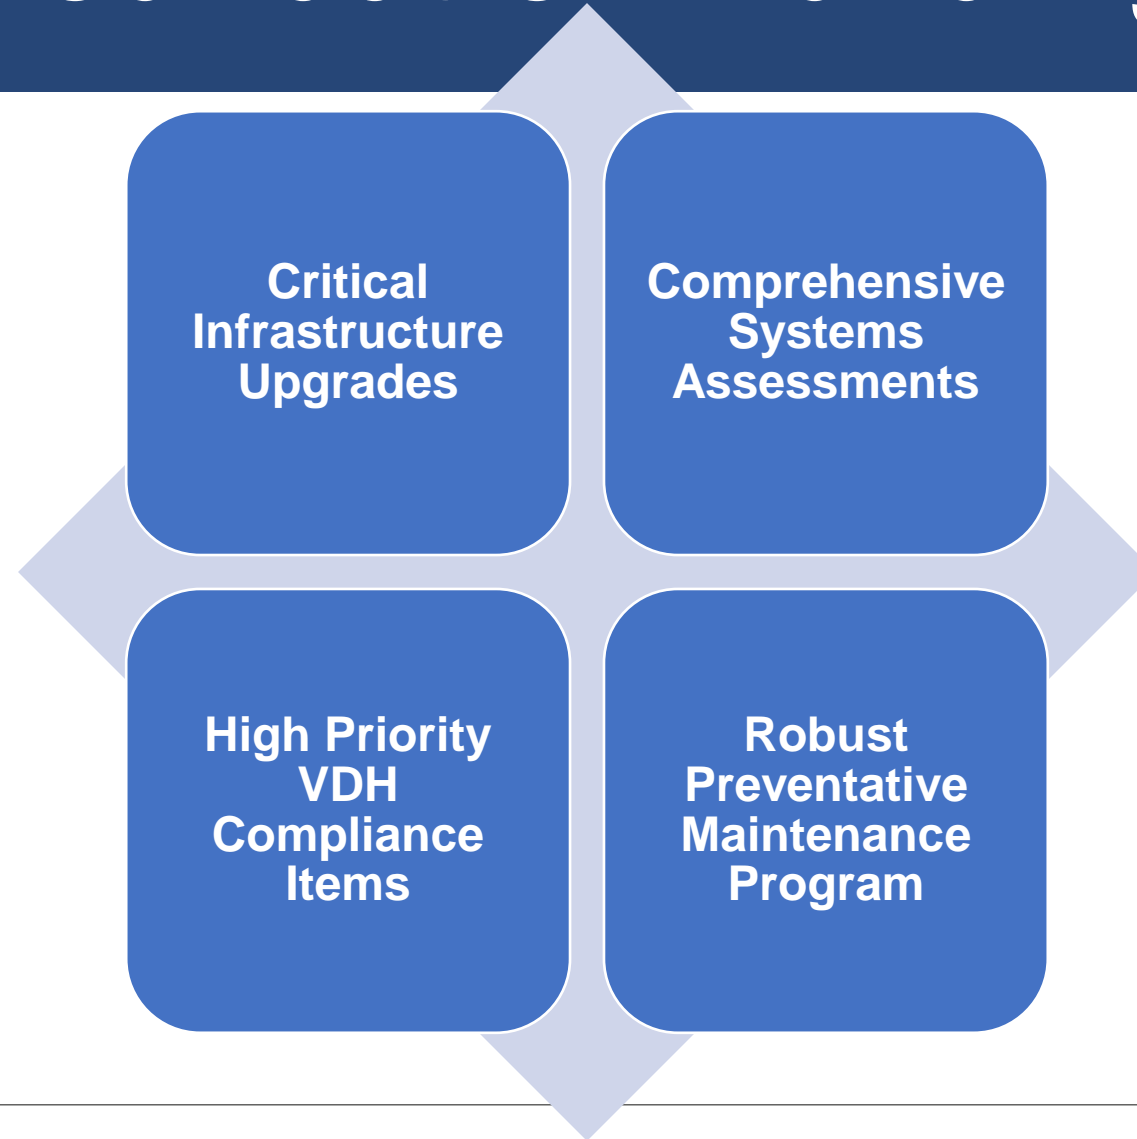 Critical
Infrastructure
Upgrades
Comprehensive
Systems
Assessments
High Priority
VDH
Compliance
Items
Robust
Preventative
Maintenance
Program